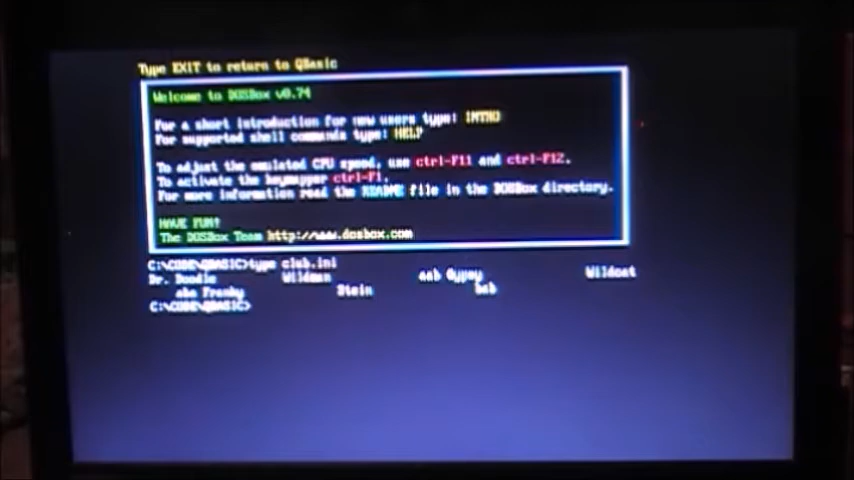 Type EXIT to return to QBasic
Welcome to DOSBox v0.74
For a short introduction for new users type: INTRO
For supported shell commands type: HELP
To adjust the emulated CPU speed, use ctrl-F11 and ctrl-F12.
To activate the keymapper ctrl-F1.
For more information read the README file in the DOSBox directory.
HAVE FUN!
The DOSBox Team http://www.dosbox.com
C:\CODE\QBASIC>type club.ini
Dr. Doodle Wildman aab Gypsy Wildcat
abe Franky Stein bab
C:\CODE\QBASIC>